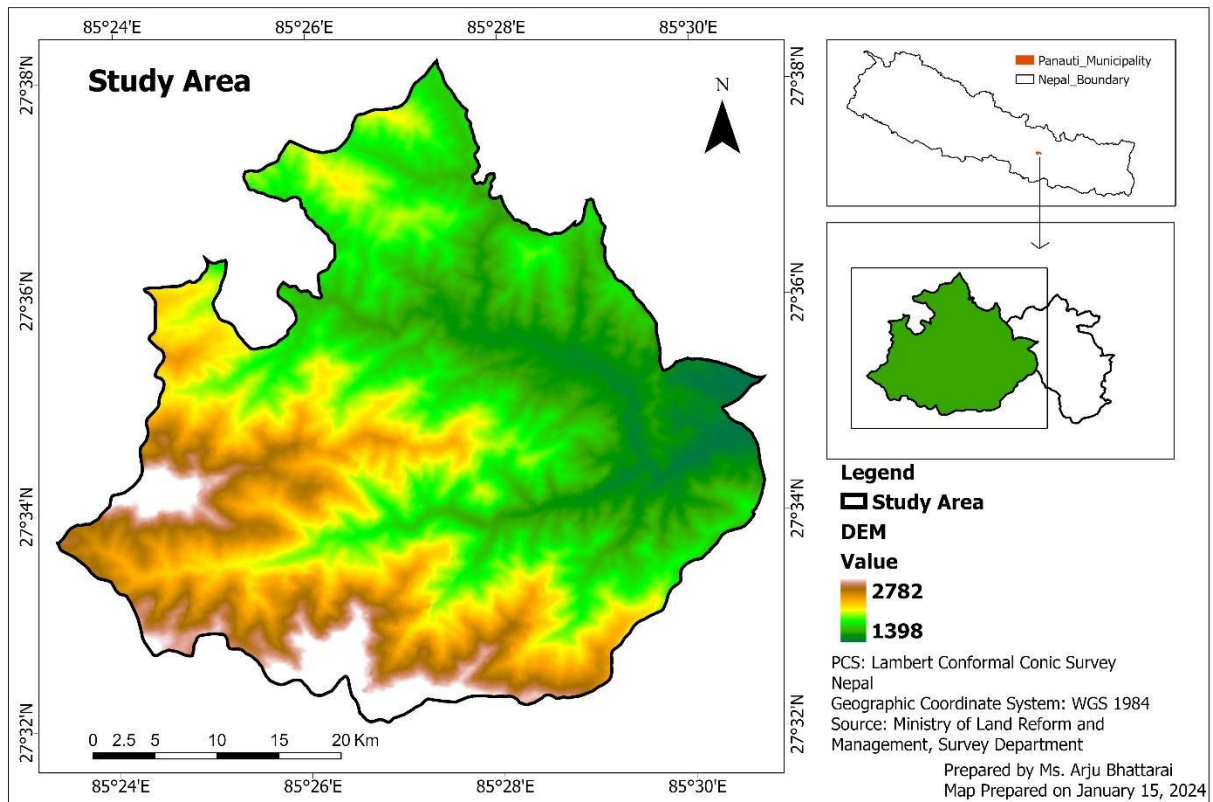 85°24'E 85°26'E 85°28'E 85°30'E
Study Area
N
27°38'N
27°36'N
27°34'N
27°32'N
27°38'N
27°36'N
27°34'N
27°32'N
0 2.5 5 10 15 20 Km
85°24'E 85°26'E 85°28'E 85°30'E
Panauti_Municipality
Nepal_Boundary
Legend
Study Area
DEM
Value
2782
1398
PCS: Lambert Conformal Conic Survey
Nepal
Geographic Coordinate System: WGS 1984
Source: Ministry of Land Reform and
Management, Survey Department
Prepared by Ms. Arju Bhattarai
Map Prepared on January 15, 2024